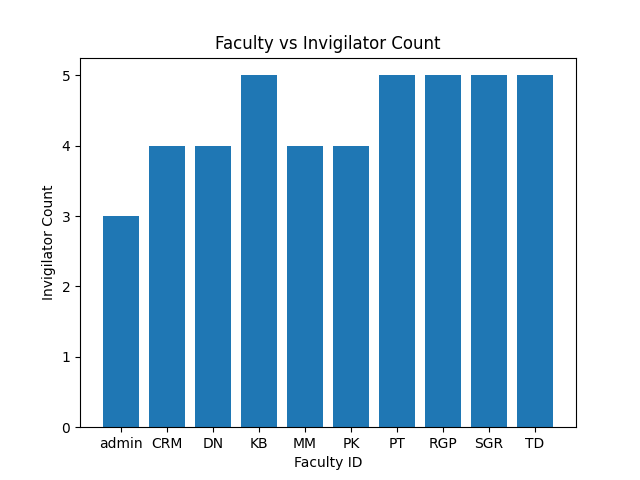 Faculty vs Invigilator Count
Invigilator Count
5
4
3
2
1
0
admin CRM DN KB MM PK PT RGP SGR TD
Faculty ID